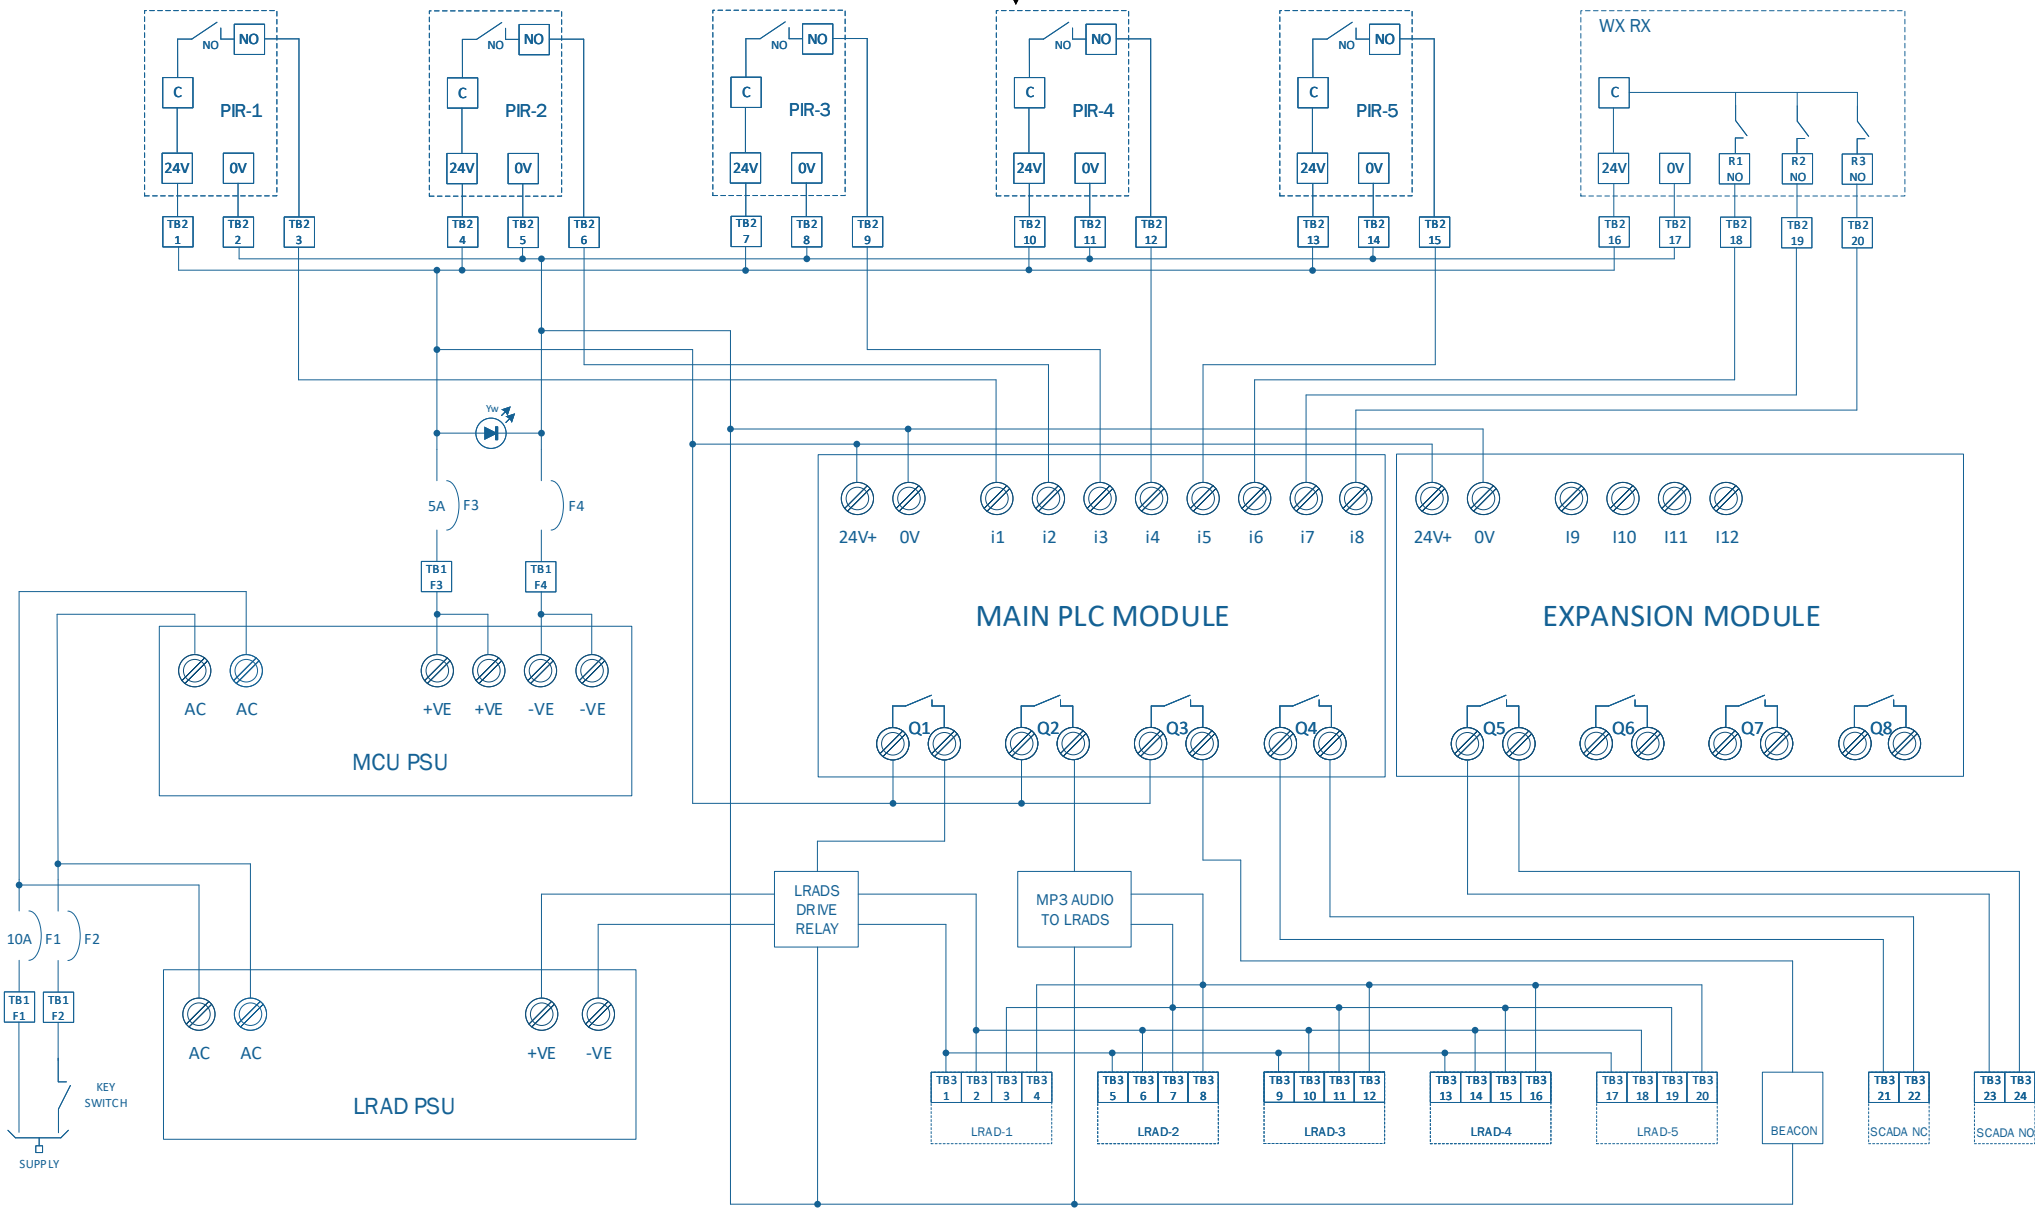 NO NO
C
PIR-1
24V 0V
TB2 1
TB2 2
TB2 3
NO NO
C
PIR-2
24V 0V
TB2 4
TB2 5
TB2 6
NO NO
C
PIR-3
24V 0V
TB2 7
TB2 8
TB2 9
NO NO
C
PIR-4
24V 0V
TB2 10
TB2 11
TB2 12
NO NO
C
PIR-5
24V 0V
TB2 13
TB2 14
TB2 15
WX RX
C
24V 0V
R1 NO
R2 NO
R3 NO
TB2 16
TB2 17
TB2 18
TB2 19
TB2 20
Yw
5A F3 F4
TB1 F3
TB1 F4
24V+ 0V i1 i2 i3 i4 i5 i6 i7 i8
MAIN PLC MODULE
Q1 Q2 Q3 Q4
24V+ 0V I9 I10 I11 I12
EXPANSION MODULE
Q5 Q6 Q7 Q8
AC AC +VE +VE -VE -VE
MCU PSU
10A F1 F2
TB1 F1
TB1 F2
KEY
SWITCH
SUPPLY
AC AC +VE -VE
LRAD PSU
LRADS
DRIVE
RELAY
MP3 AUDIO
TO LRADS
TB3 1
TB3 2
TB3 3
TB3 4
LRAD-1
TB3 5
TB3 6
TB3 7
TB3 8
LRAD-2
TB3 9
TB3 10
TB3 11
TB3 12
LRAD-3
TB3 13
TB3 14
TB3 15
TB3 16
LRAD-4
TB3 17
TB3 18
TB3 19
TB3 20
LRAD-5
BEACON
TB3 21
TB3 22
SCADA NC
TB3 23
TB3 24
SCADA NO